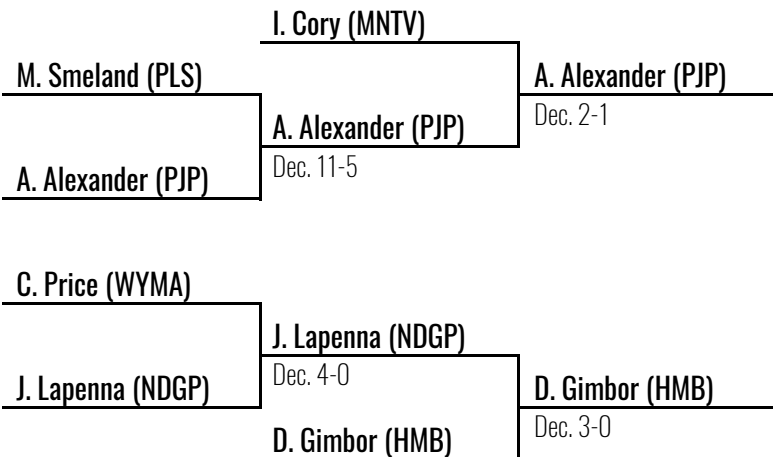 I. Cory (MNTV)
M. Smeland (PLS)
A. Alexander (PJP)
Dec. 2-1
A. Alexander (PJP)
Dec. 11-5
A. Alexander (PJP)
C. Price (WYMA)
J. Lapenna (NDGP)
Dec. 4-0
J. Lapenna (NDGP)
D. Gimbor (HMB)
Dec. 3-0
D. Gimbor (HMB)